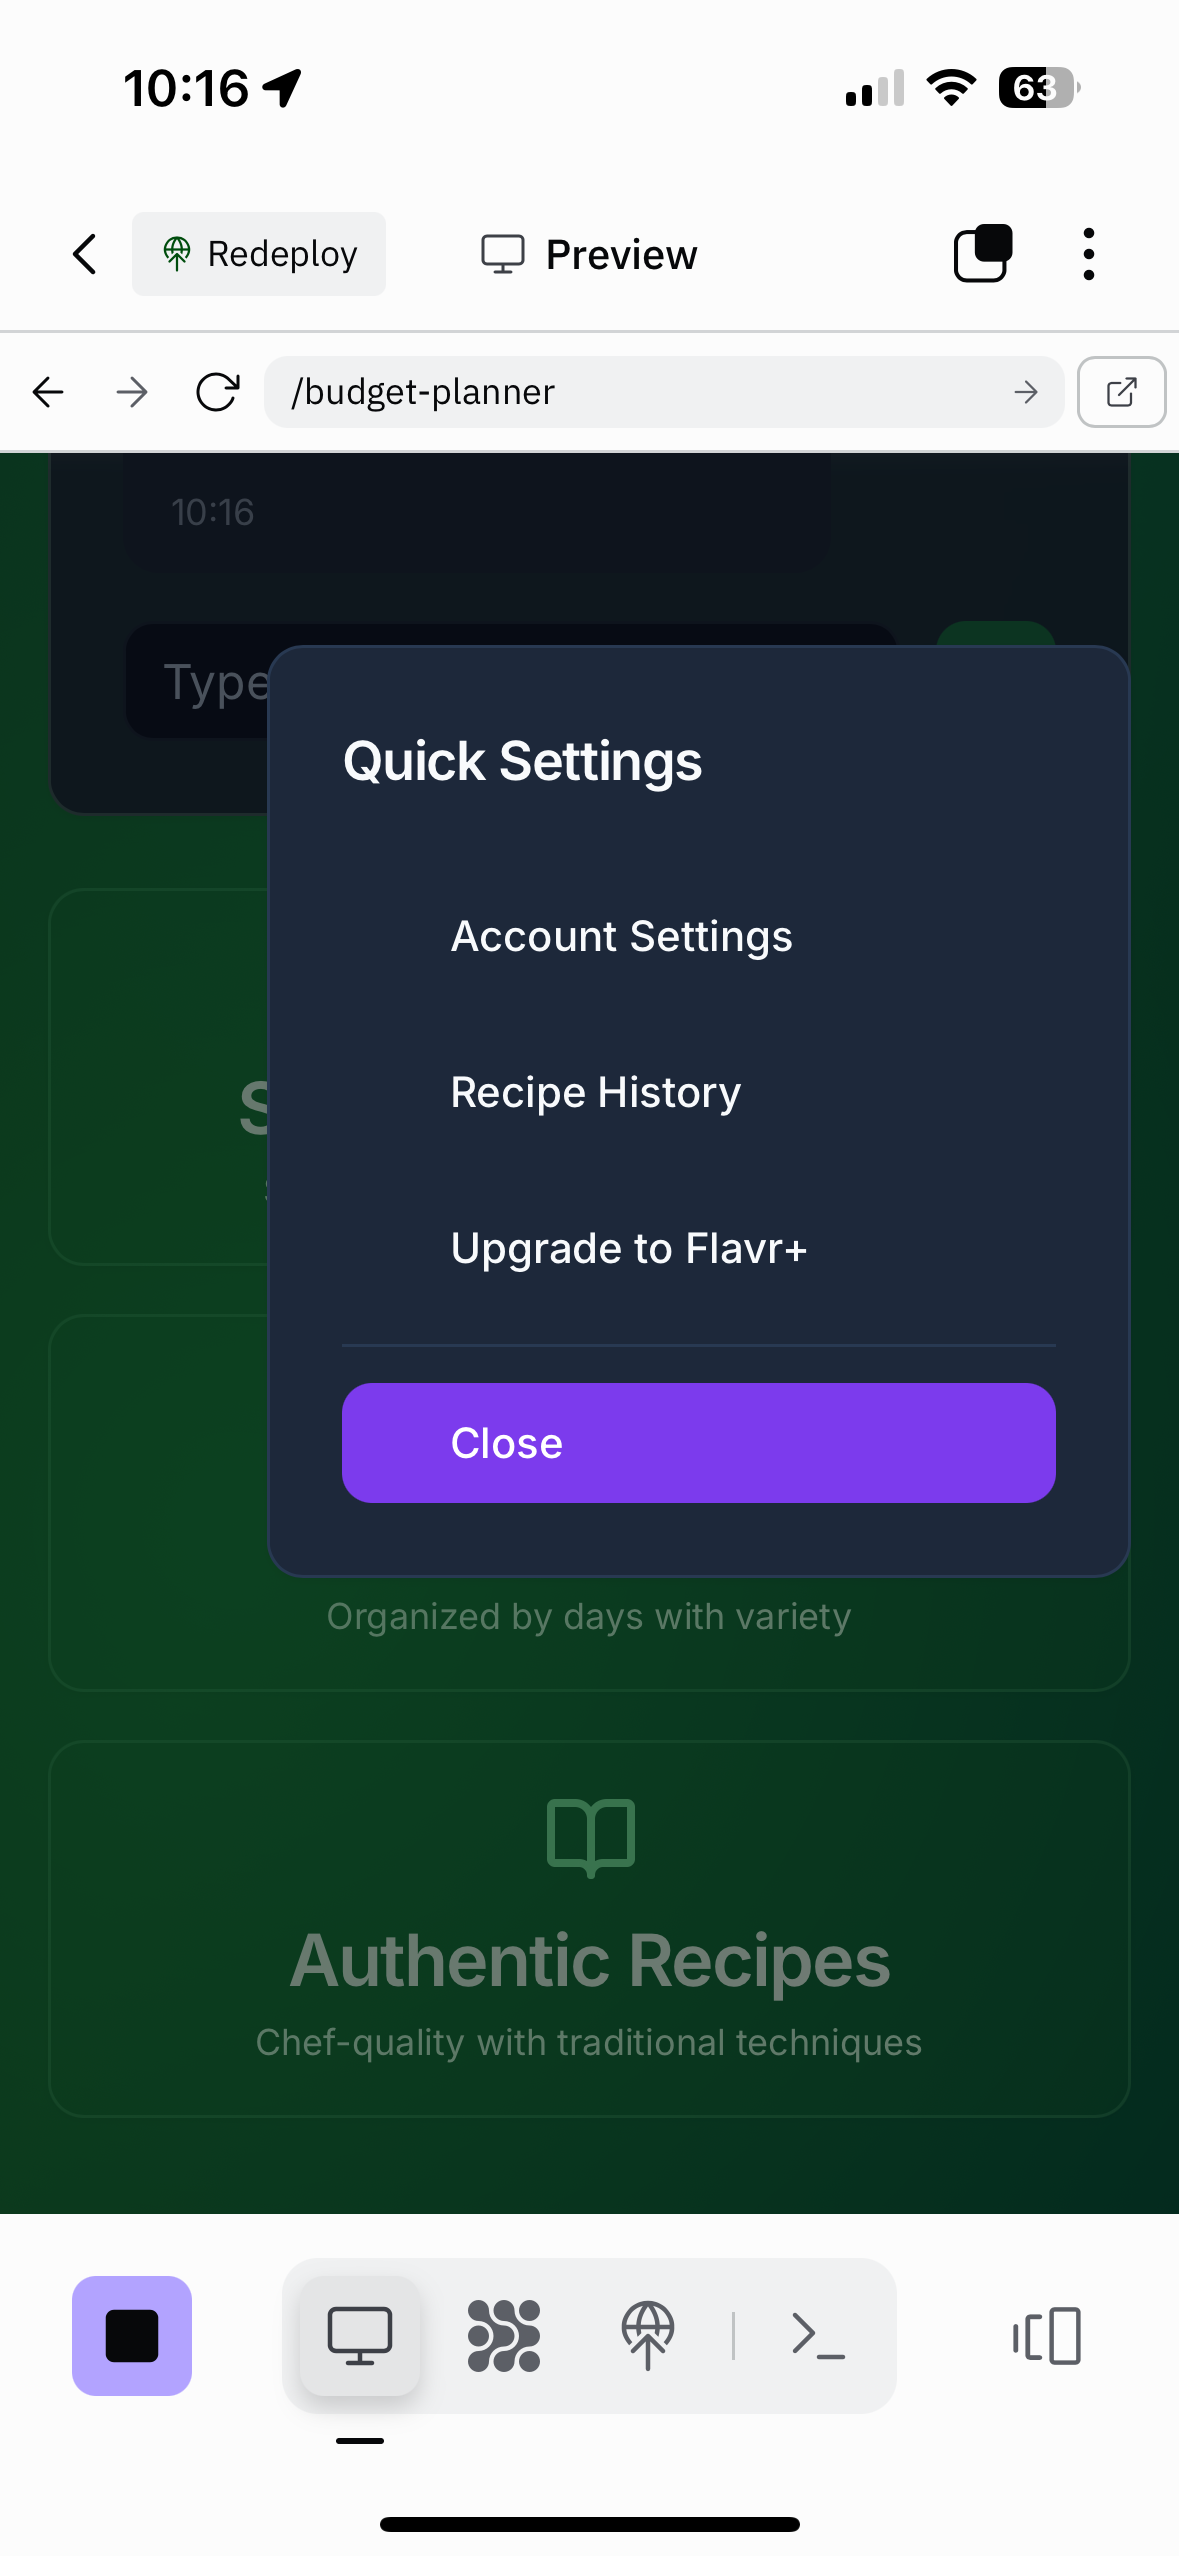 10:16
63
Redeploy
Preview
/budget-planner
10:16
Type
Quick Settings
Account Settings
Recipe History
Upgrade to Flavr+
Close
S
Organized by days with variety
Authentic Recipes
Chef-quality with traditional techniques